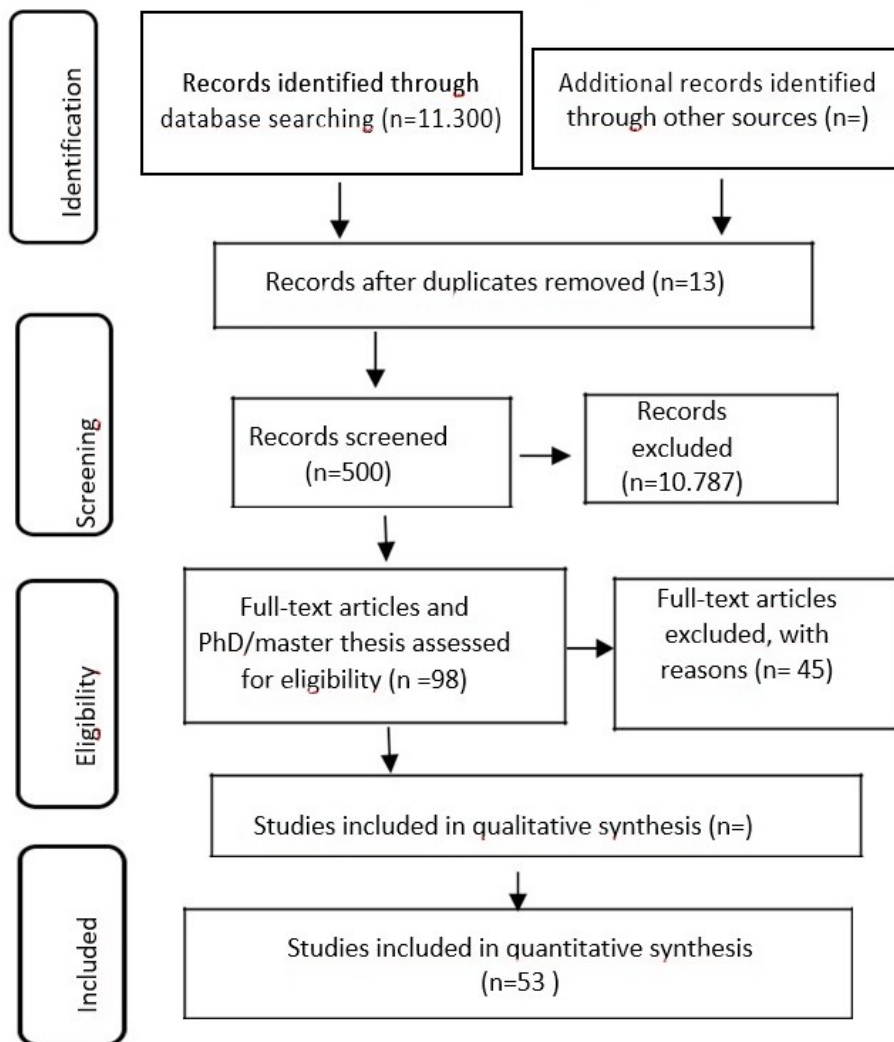 Identification
Records identified through
database searching (n=11.300)
Additional records identified
through other sources (n=)
Records after duplicates removed (n=13)
Screening
Records screened
(n=500)
Records
excluded
(n=10.787)
Eligibility
Full-text articles and
PhD/master thesis assessed
for eligibility (n =98)
Full-text articles
excluded, with
reasons (n= 45)
Studies included in qualitative synthesis (n=)
Included
Studies included in quantitative synthesis
(n=53 )